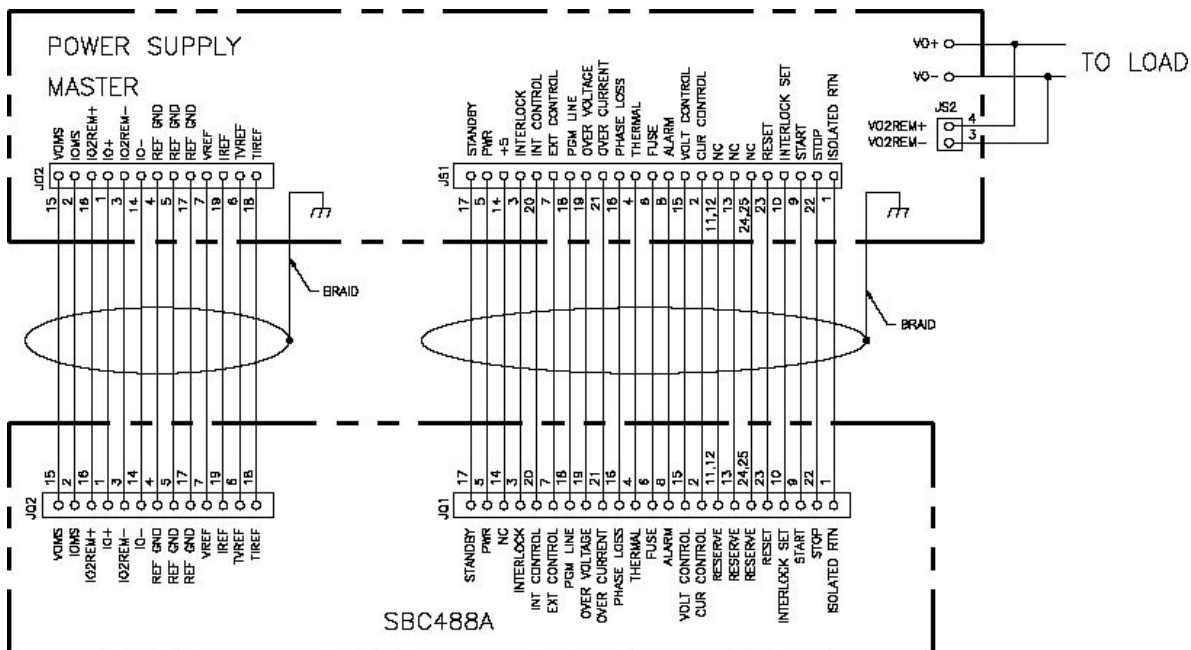 POWER SUPPLY
MASTER
VO+
VO-
TO LOAD
JS2
VO2REM+ 4
VO2REM- 3
JQ2
VOMS
IOMS
IO2REM+
IO+
IO2REM-
IO-
REF GND
REF GND
REF GND
VREF
IREF
TVREF
TIREF
15 2 16 1 3 14 4 5 17 7 19 6 18
JS1
STANDBY
PWR
+5
INTERLOCK
INT CONTROL
EXT CONTROL
PGM LINE
OVER VOLTAGE
OVER CURRENT
PHASE LOSS
THERMAL
FUSE
ALARM
VOLT CONTROL
CUR CONTROL
NC
NC
NC
RESET
INTERLOCK SET
START
STOP
ISOLATED RTN
17 5 14 3 20 7 18 19 21 16 4 6 8 15 2 11,12 13 24,25 23 10 9 22 1
BRAID
BRAID
15 2 16 1 3 14 4 5 17 7 19 6 18
JQ2
VOMS
IOMS
IO2REM+
IO+
IO2REM-
IO-
REF GND
REF GND
REF GND
VREF
IREF
TVREF
TIREF
17 5 14 3 20 7 18 19 21 16 4 6 8 15 2 11,12 13 24,25 23 10 9 22 1
JQ1
STANDBY
PWR
NC
INTERLOCK
INT CONTROL
EXT CONTROL
PGM LINE
OVER VOLTAGE
OVER CURRENT
PHASE LOSS
THERMAL
FUSE
ALARM
VOLT CONTROL
CUR CONTROL
RESERVE
RESERVE
RESERVE
RESET
INTERLOCK SET
START
STOP
ISOLATED RTN
SBC488A